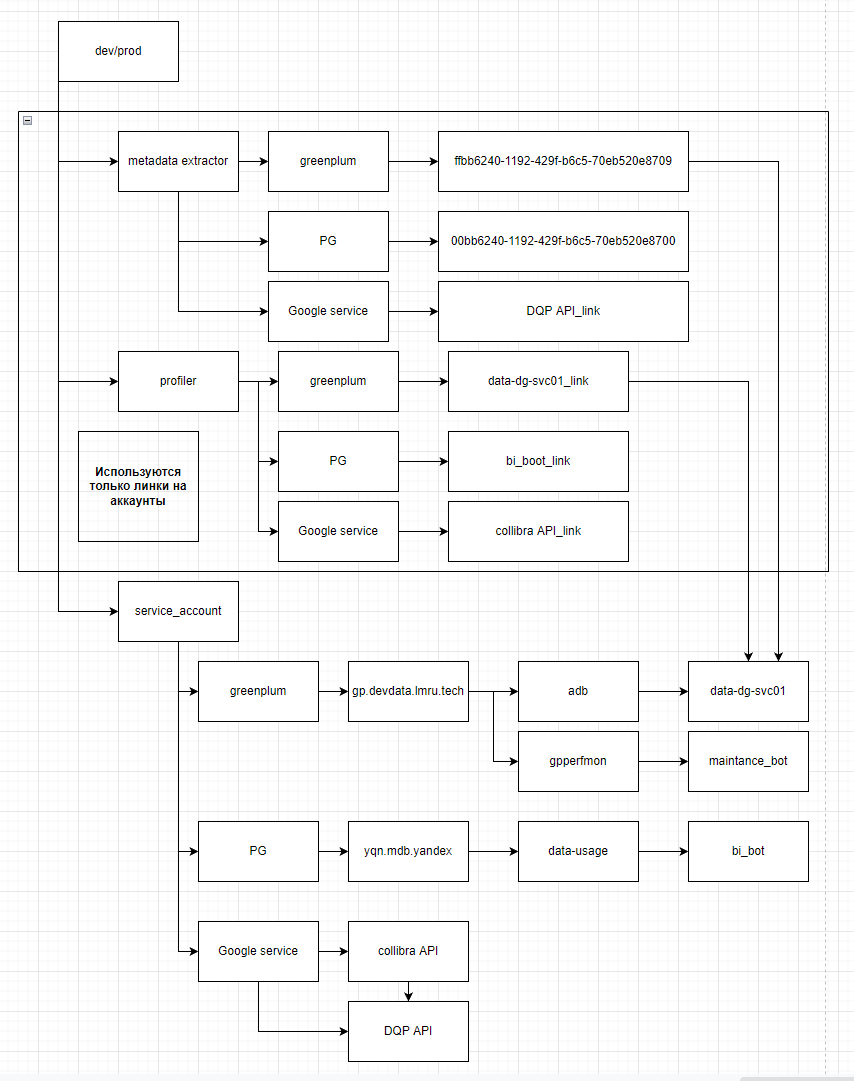 dev/prod
metadata extractor
greenplum
ffbb6240-1192-429f-b6c5-70eb520e8709
PG
00bb6240-1192-429f-b6c5-70eb520e8700
Google service
DQP API_link
profiler
greenplum
data-dg-svc01_link
Используются
только линки на
аккаунты
PG
bi_boot_link
Google service
collibra API_link
service_account
greenplum
gp.devdata.lmru.tech
adb
data-dg-svc01
gpperfmon
maintance_bot
PG
yqn.mdb.yandex
data-usage
bi_bot
Google service
collibra API
DQP API